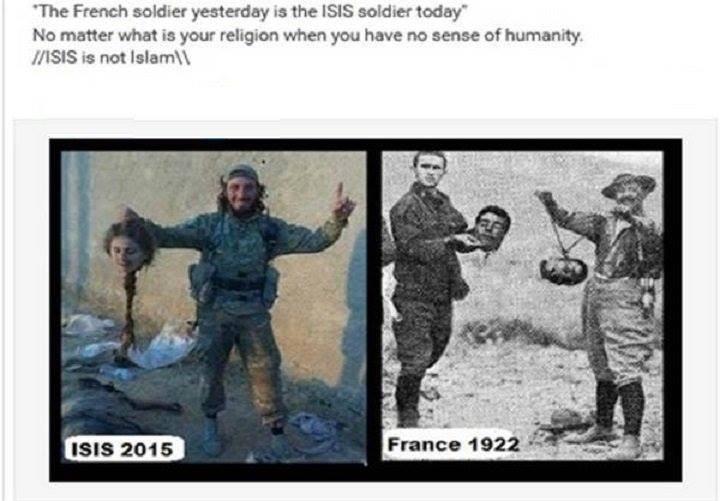 "The French soldier yesterday is the ISIS soldier today"
No matter what is your religion when you have no sense of humanity.
//ISIS is not Islam\\
ISIS 2015
France 1922